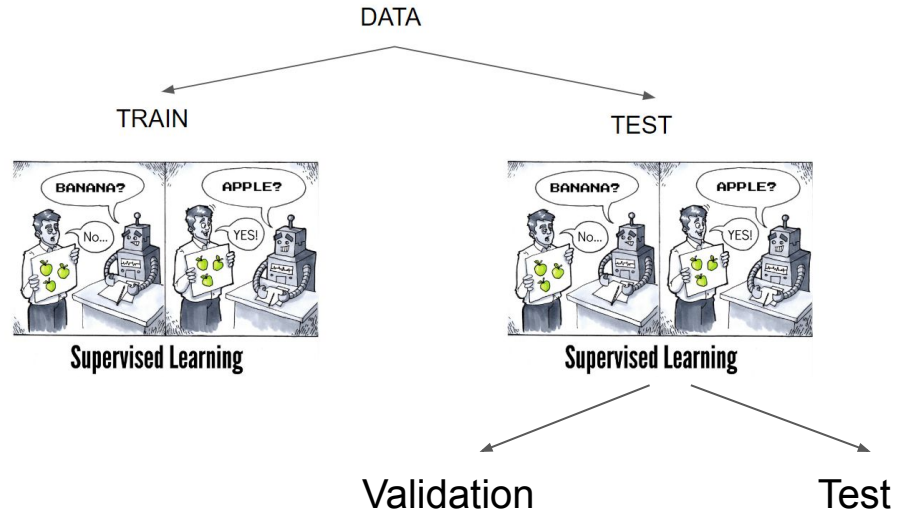 DATA
TRAIN
TEST
BANANA?
No...
APPLE?
YES!
Supervised Learning
BANANA?
No...
APPLE?
YES!
Supervised Learning
Validation
Test